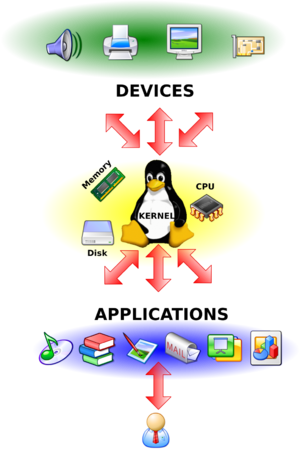 DEVICES
Memory
CPU
KERNEL
Disk
APPLICATIONS
MAIL